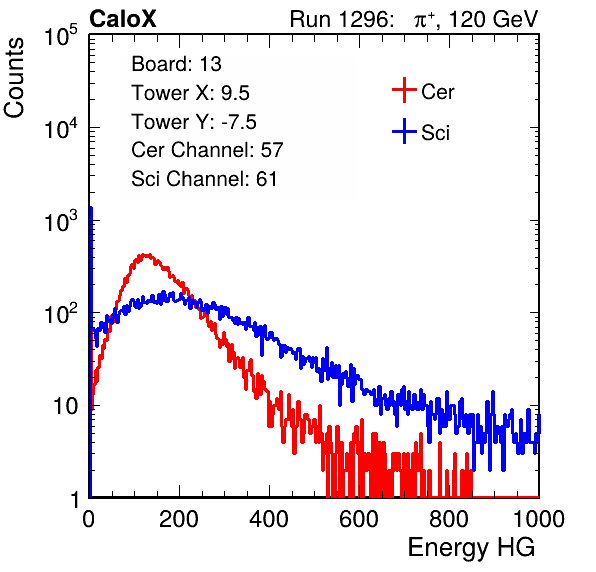 CaloX Run 1296: π⁺, 120 GeV
Counts
10⁵
10⁴
10³
10²
10
1
Board: 13
Tower X: 9.5
Tower Y: -7.5
Cer Channel: 57
Sci Channel: 61
Cer
Sci
0 200 400 600 800 1000
Energy HG